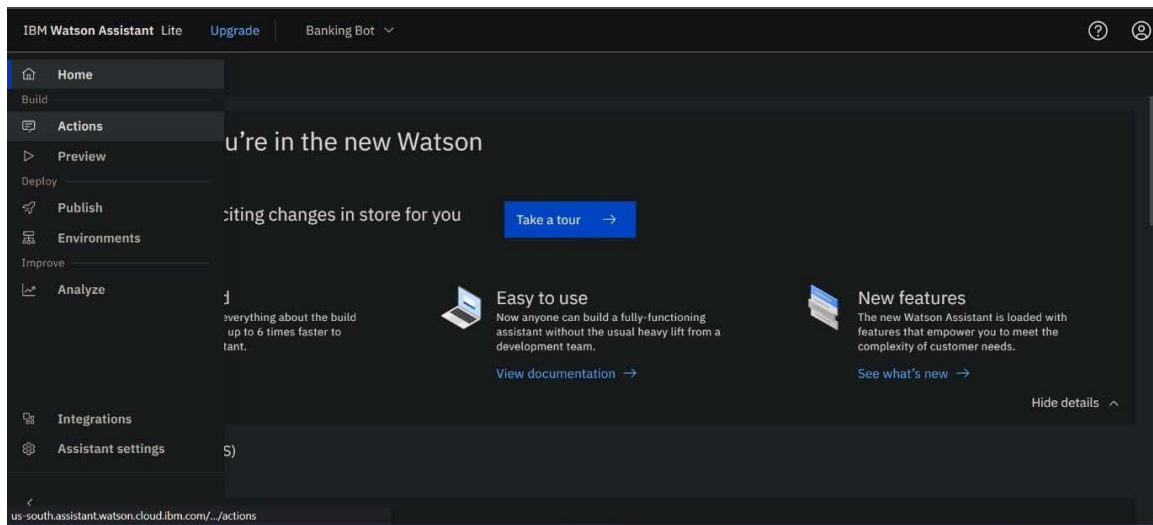 IBM Watson Assistant Lite Upgrade Banking Bot
Home
Build
Actions
Preview
Deploy
Publish
Environments
Improve
Analyze
Integrations
Assistant settings
u're in the new Watson
citing changes in store for you
Take a tour
d
everything about the build
up to 6 times faster to
tant.
Easy to use
Now anyone can build a fully-functioning
assistant without the usual heavy lift from a
development team.
View documentation
New features
The new Watson Assistant is loaded with
features that empower you to meet the
complexity of customer needs.
See what's new
Hide details
S)
us-south.assistant.watson.cloud.ibm.com/.../actions